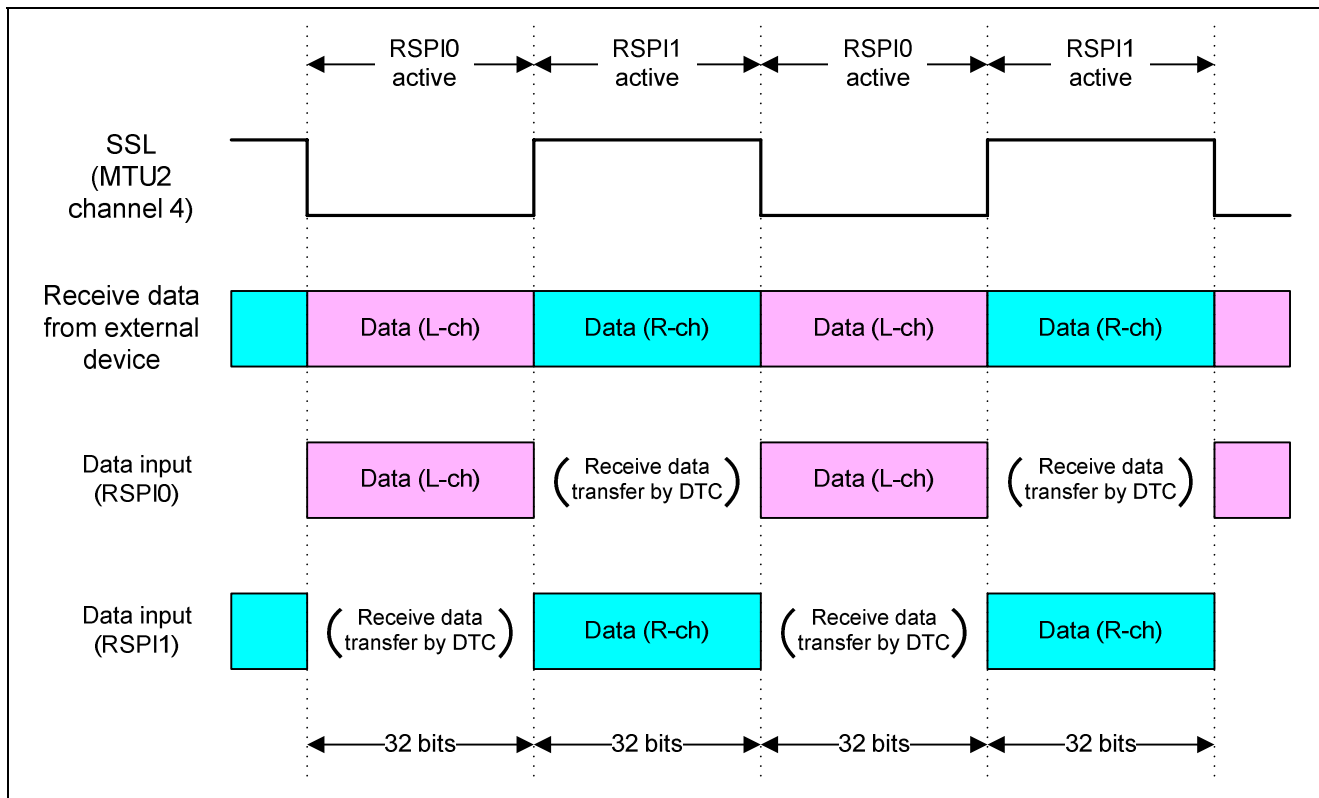 RSPI0
active
RSPI1
active
RSPI0
active
RSPI1
active
SSL
(MTU2
channel 4)
Receive data
from external
device
Data (L-ch)
Data (R-ch)
Data (L-ch)
Data (R-ch)
Data input
(RSPI0)
Data (L-ch)
(Receive data
transfer by DTC)
Data (L-ch)
(Receive data
transfer by DTC)
Data input
(RSPI1)
(Receive data
transfer by DTC)
Data (R-ch)
(Receive data
transfer by DTC)
Data (R-ch)
32 bits
32 bits
32 bits
32 bits